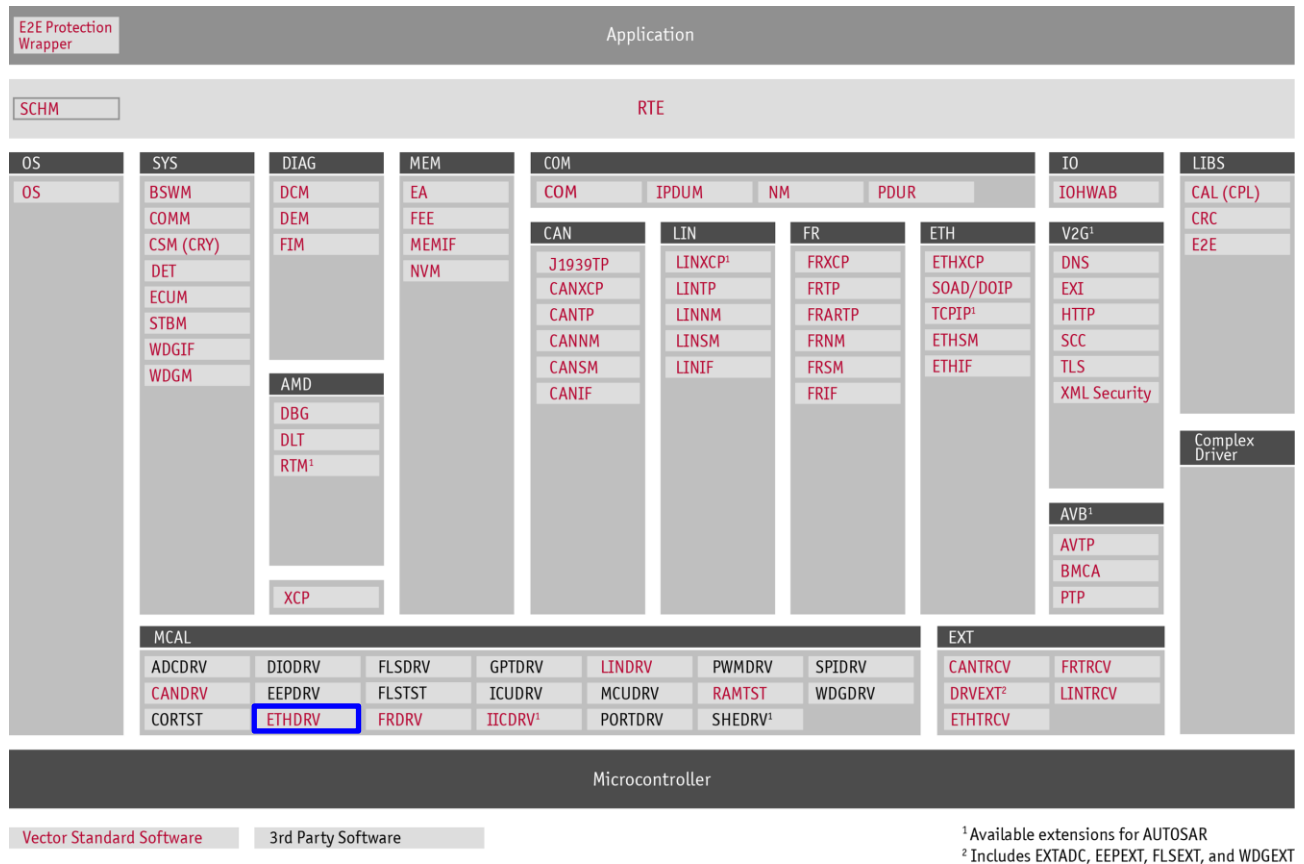 E2E Protection
Wrapper
Application
SCHM
RTE
OS
OS
SYS
BSWM
COMM
CSM (CRY)
DET
ECUM
STBM
WDGIF
WDGM
DIAG
DCM
DEM
FIM
AMD
DBG
DLT
RTM¹
XCP
MEM
EA
FEE
MEMIF
NVM
COM
COM IPDUM NM PDUR
CAN
J1939TP
CANXCP
CANTP
CANNM
CANSM
CANIF
LIN
LINXCP¹
LINTP
LINNM
LINSM
LINIF
FR
FRXCP
FRTP
FRARTP
FRNM
FRSM
FRIF
ETH
ETHXCP
SOAD/DOIP
TCPIP¹
ETHSM
ETHIF
IO
IOHWAB
V2G¹
DNS
EXI
HTTP
SCC
TLS
XML Security
AVB¹
AVTP
BMCA
PTP
LIBS
CAL (CPL)
CRC
E2E
Complex
Driver
MCAL
ADCDRV DIODRV FLSDRV GPTDRV LINDRV PWMDRV SPIDRV
CANDRV EEPDRV FLSTST ICUDRV MCUDRV RAMTST WDGDRV
CORTST ETHDRV FRDRV IICDRV¹ PORTDRV SHEDRV¹
EXT
CANTRCV FRTRCV
DRVEXT² LINTRCV
ETHTRCV
Microcontroller
Vector Standard Software 3rd Party Software
¹ Available extensions for AUTOSAR
² Includes EXTADC, EEPEXT, FLSEXT, and WDGEXT